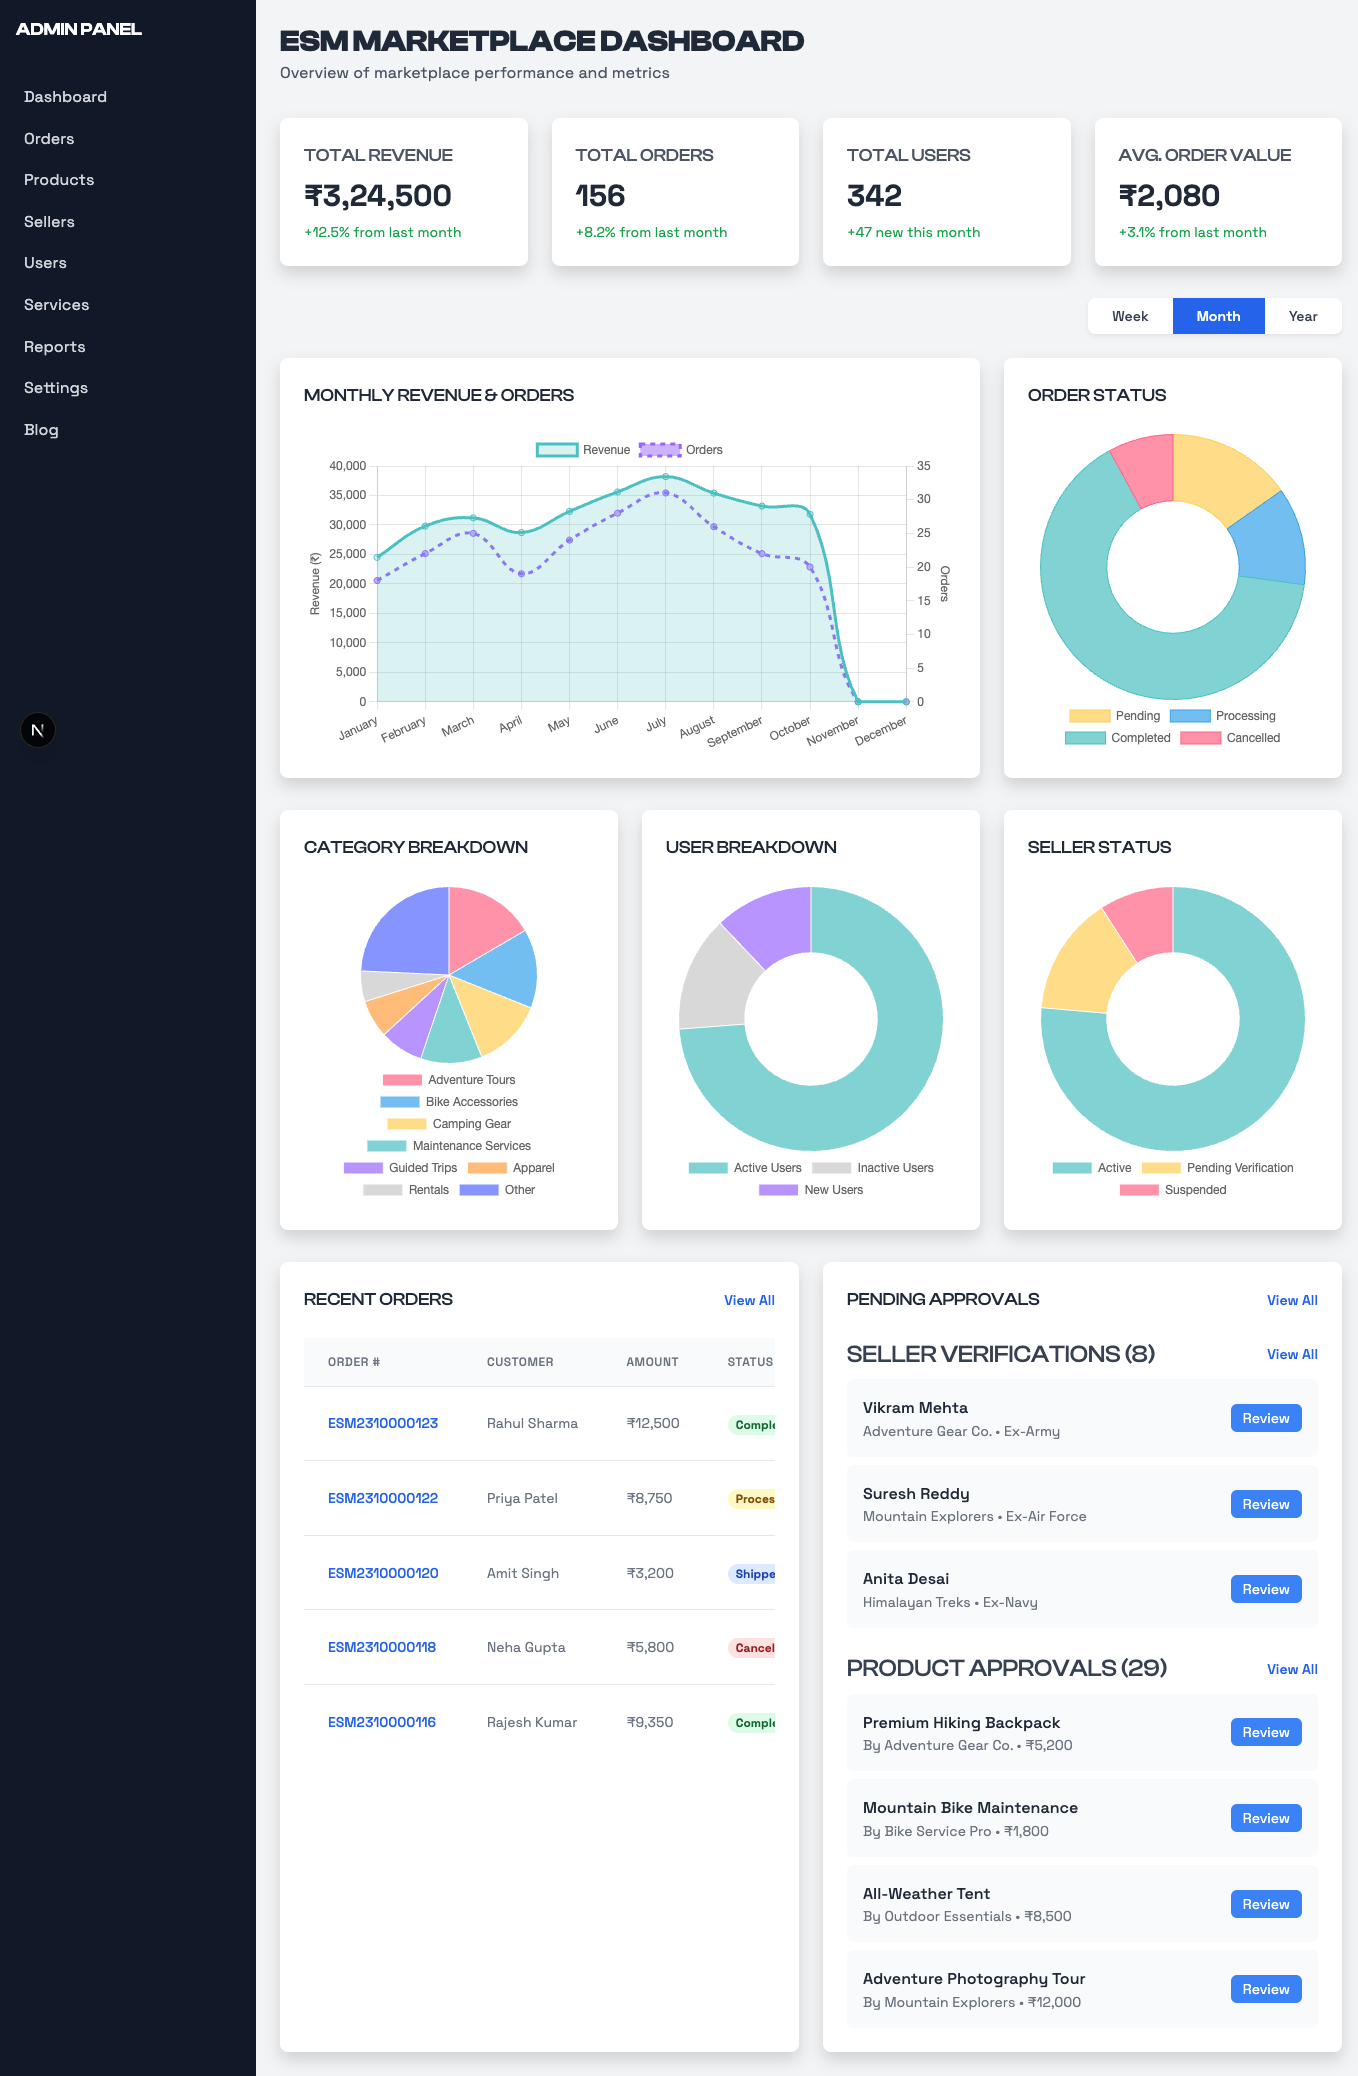 ADMIN PANEL
Dashboard
Orders
Products
Sellers
Users
Services
Reports
Settings
Blog
N
ESM MARKETPLACE DASHBOARD
Overview of marketplace performance and metrics
TOTAL REVENUE
₹3,24,500
+12.5% from last month
TOTAL ORDERS
156
+8.2% from last month
TOTAL USERS
342
+47 new this month
AVG. ORDER VALUE
₹2,080
+3.1% from last month
Week Month Year
MONTHLY REVENUE & ORDERS
Revenue Orders
40,000
35,000
30,000
25,000
20,000
15,000
10,000
5,000
0
Revenue (₹)
35
30
25
20
15
10
5
0
Orders
January February March April May June July August September October November December
ORDER STATUS
Pending Processing
Completed Cancelled
CATEGORY BREAKDOWN
Adventure Tours
Bike Accessories
Camping Gear
Maintenance Services
Guided Trips Apparel
Rentals Other
USER BREAKDOWN
Active Users Inactive Users
New Users
SELLER STATUS
Active Pending Verification
Suspended
RECENT ORDERS View All
ORDER # CUSTOMER AMOUNT STATUS
ESM2310000123 Rahul Sharma ₹12,500 Comple
ESM2310000122 Priya Patel ₹8,750 Proces
ESM2310000120 Amit Singh ₹3,200 Shippe
ESM2310000118 Neha Gupta ₹5,800 Cancel
ESM2310000116 Rajesh Kumar ₹9,350 Comple
PENDING APPROVALS View All
SELLER VERIFICATIONS (8) View All
Vikram Mehta
Adventure Gear Co. • Ex-Army
Review
Suresh Reddy
Mountain Explorers • Ex-Air Force
Review
Anita Desai
Himalayan Treks • Ex-Navy
Review
PRODUCT APPROVALS (29) View All
Premium Hiking Backpack
By Adventure Gear Co. • ₹5,200
Review
Mountain Bike Maintenance
By Bike Service Pro • ₹1,800
Review
All-Weather Tent
By Outdoor Essentials • ₹8,500
Review
Adventure Photography Tour
By Mountain Explorers • ₹12,000
Review